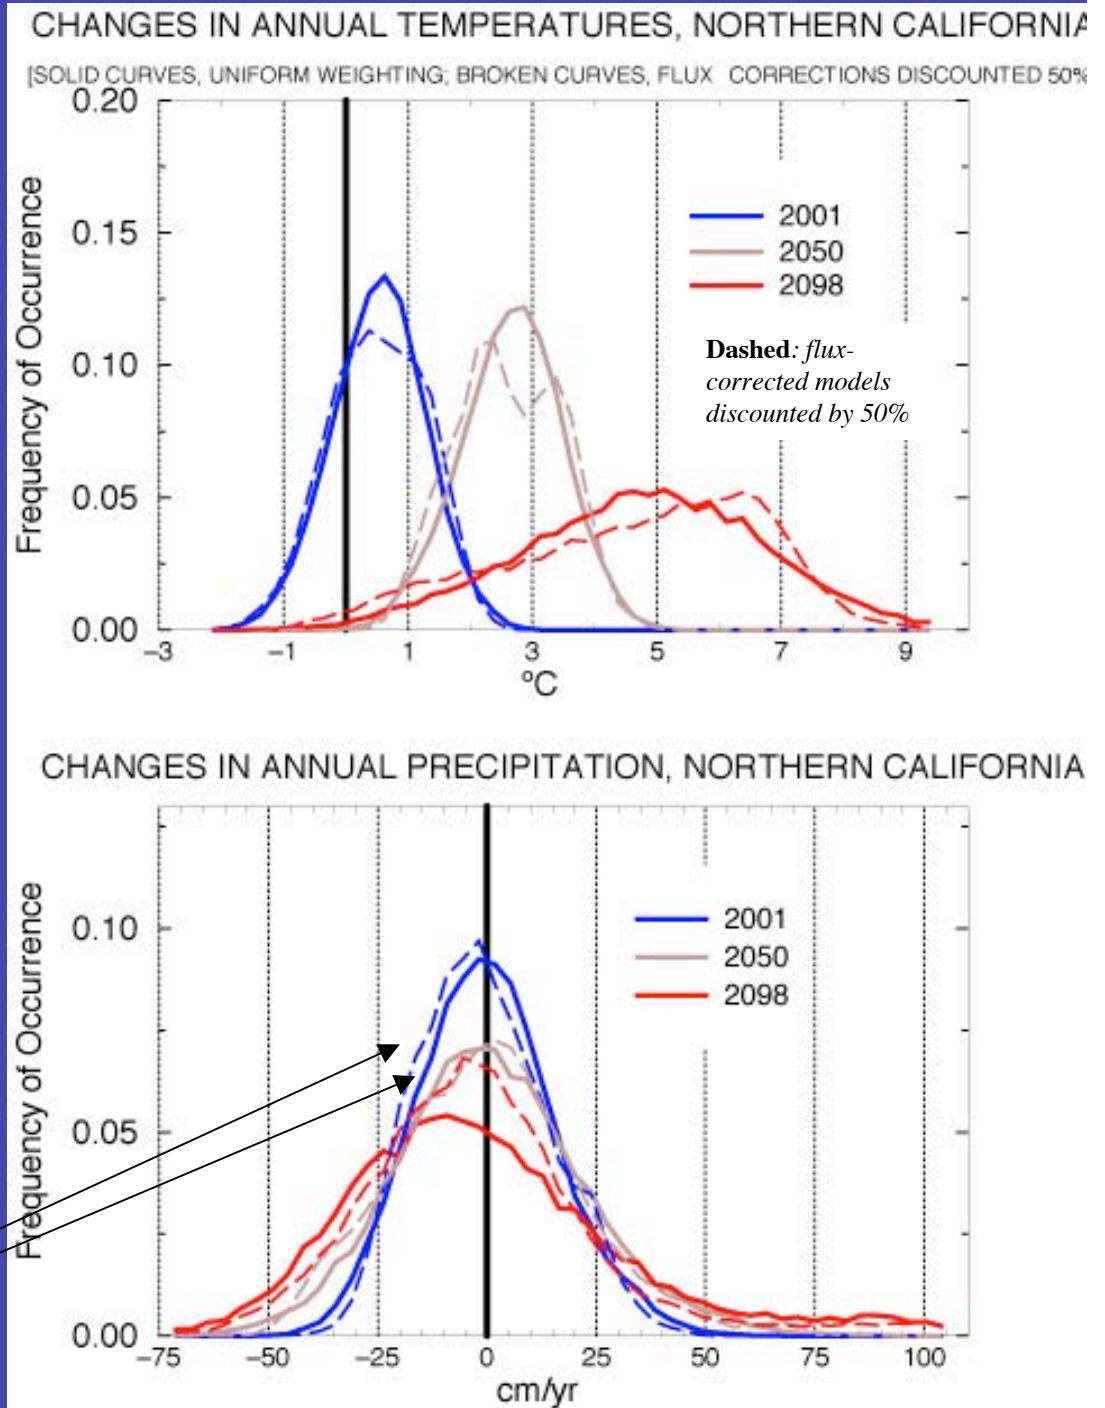 CHANGES IN ANNUAL TEMPERATURES, NORTHERN CALIFORNIA
[SOLID CURVES, UNIFORM WEIGHTING; BROKEN CURVES, FLUX CORRECTIONS DISCOUNTED 50%
Frequency of Occurrence
0.20
0.15
0.10
0.05
0.00
2001
2050
2098
Dashed: flux-
corrected models
discounted by 50%
–3 –1 1 3 5 7 9
ºC
CHANGES IN ANNUAL PRECIPITATION, NORTHERN CALIFORNIA
Frequency of Occurrence
0.10
0.05
0.00
2001
2050
2098
–75 –50 –25 0 25 50 75 100
cm/yr